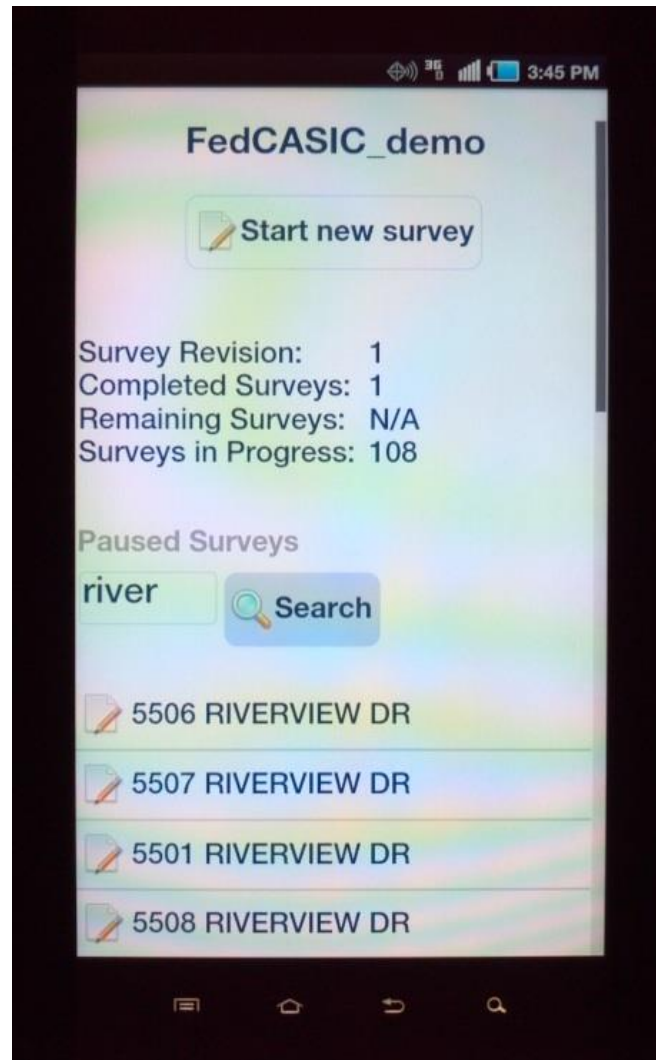 3G 3:45 PM
FedCASIC_demo
Start new survey
Survey Revision: 1
Completed Surveys: 1
Remaining Surveys: N/A
Surveys in Progress: 108
Paused Surveys
river Search
5506 RIVERVIEW DR
5507 RIVERVIEW DR
5501 RIVERVIEW DR
5508 RIVERVIEW DR